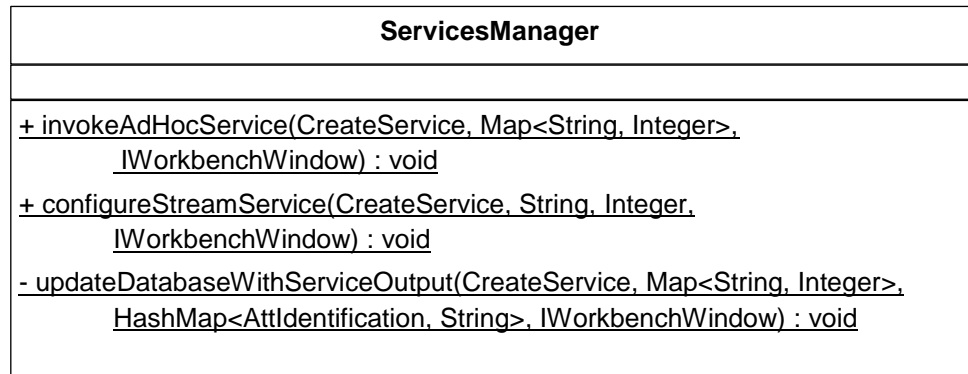 ServicesManager
+ invokeAdHocService(CreateService, Map<String, Integer>,
IWorkbenchWindow) : void
+ configureStreamService(CreateService, String, Integer,
IWorkbenchWindow) : void
- updateDatabaseWithServiceOutput(CreateService, Map<String, Integer>,
HashMap<AttIdentification, String>, IWorkbenchWindow) : void